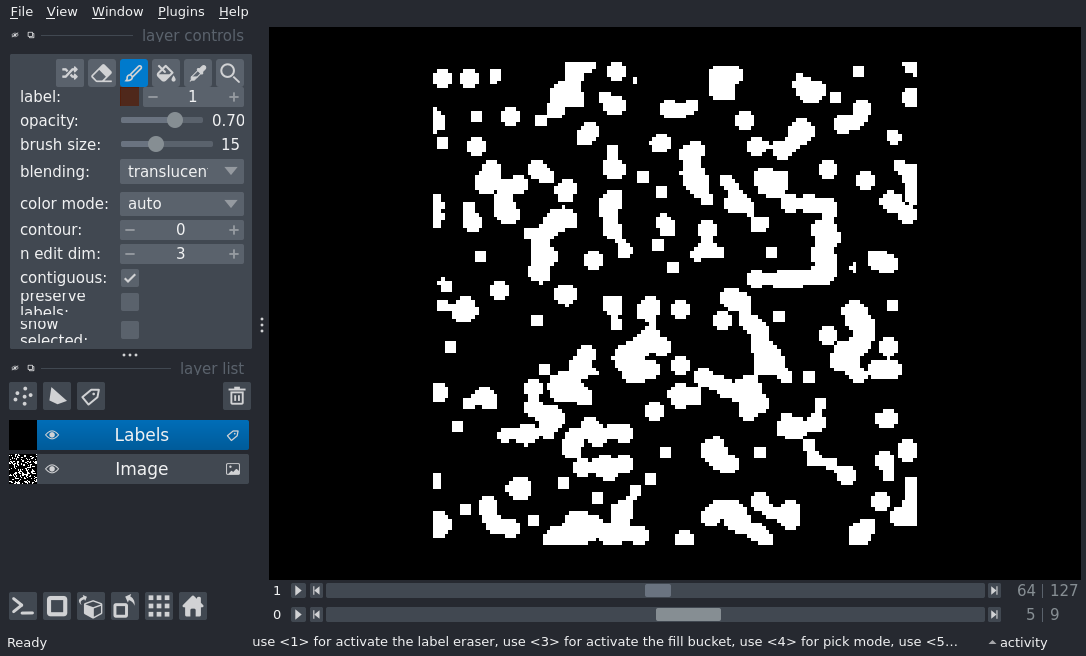 File View Window Plugins Help
layer controls
label: 1
opacity: 0.70
brush size: 15
blending: translucen
color mode: auto
contour: 0
n edit dim: 3
contiguous:
preserve
labels:
show
selected:
layer list
Labels
Image
1 64 | 127
0 5 | 9
Ready use <1> for activate the label eraser, use <3> for activate the fill bucket, use <4> for pick mode, use <5... activity